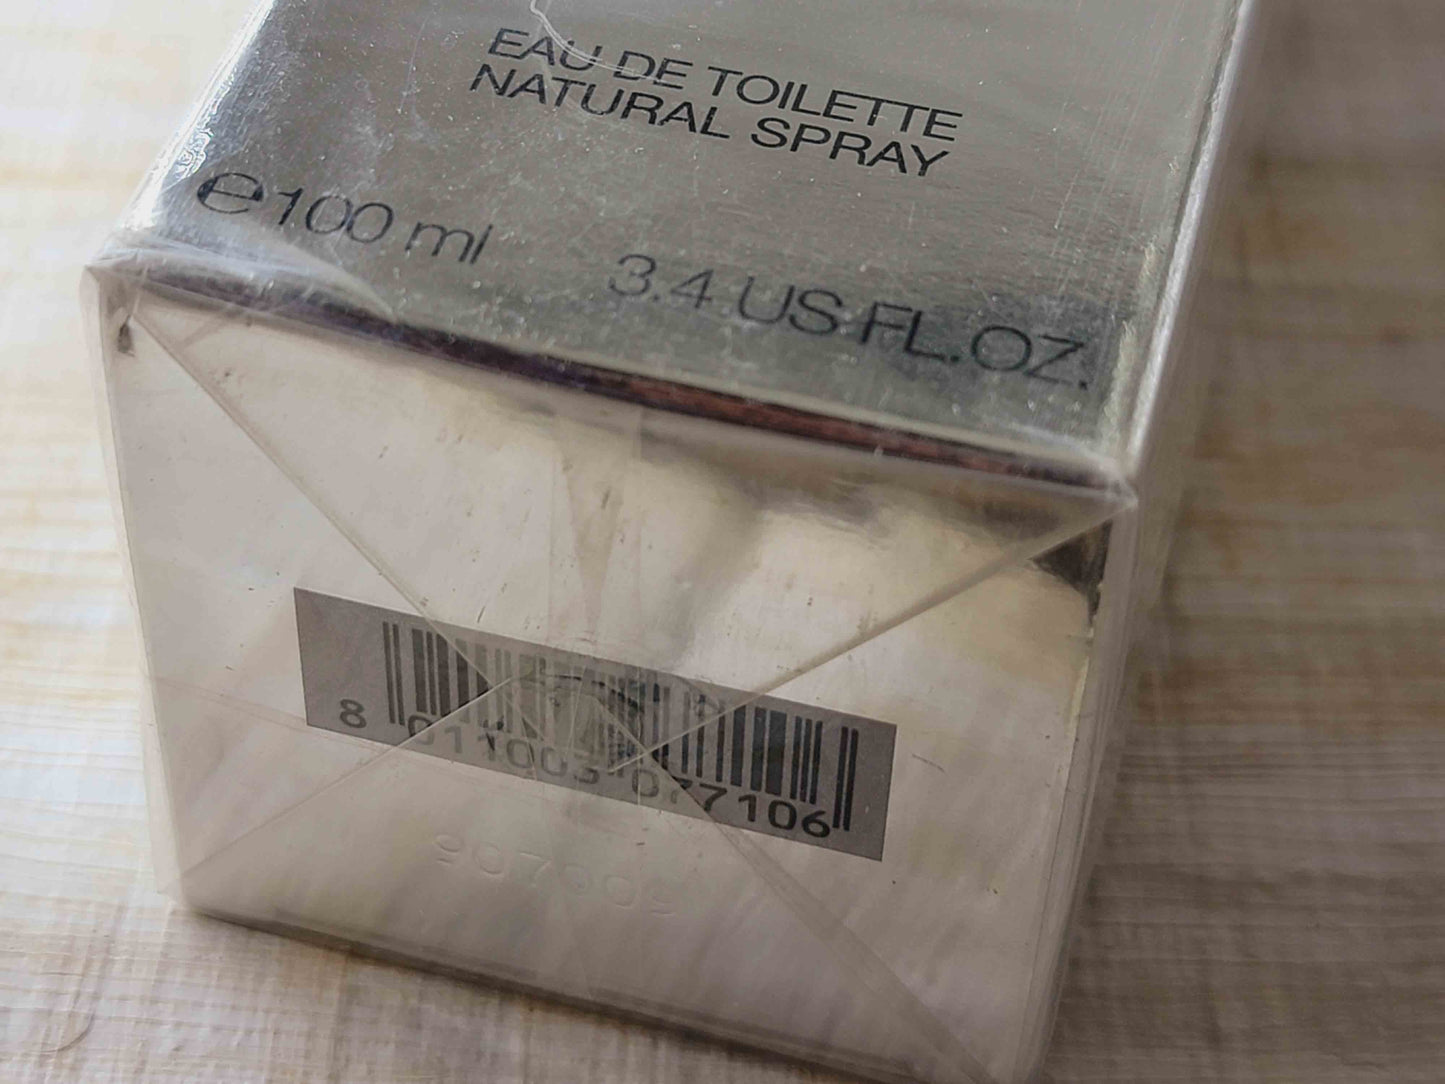 EAU DE TOILETTE
NATURAL SPRAY
℮100 ml 3.4 US FL.OZ.
8 011003 077106